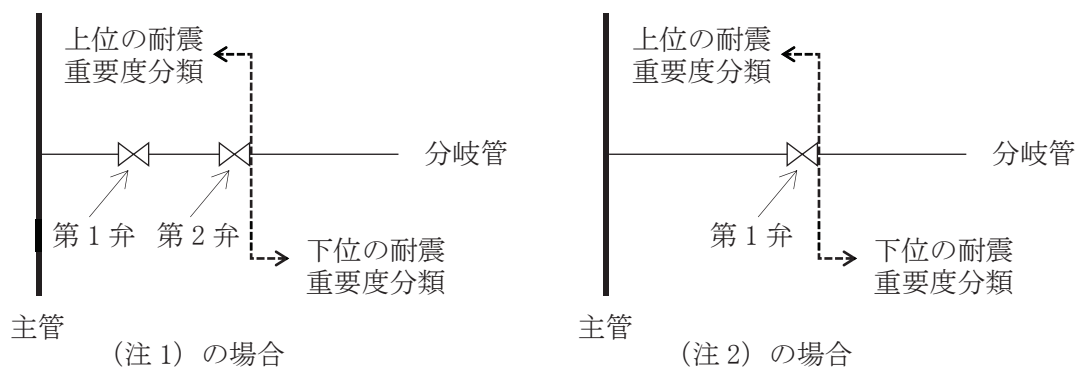 上位の耐震
重要度分類
分岐管
第1弁
第2弁
下位の耐震
重要度分類
主管
(注1)の場合
上位の耐震
重要度分類
分岐管
第1弁
下位の耐震
重要度分類
主管
(注2)の場合